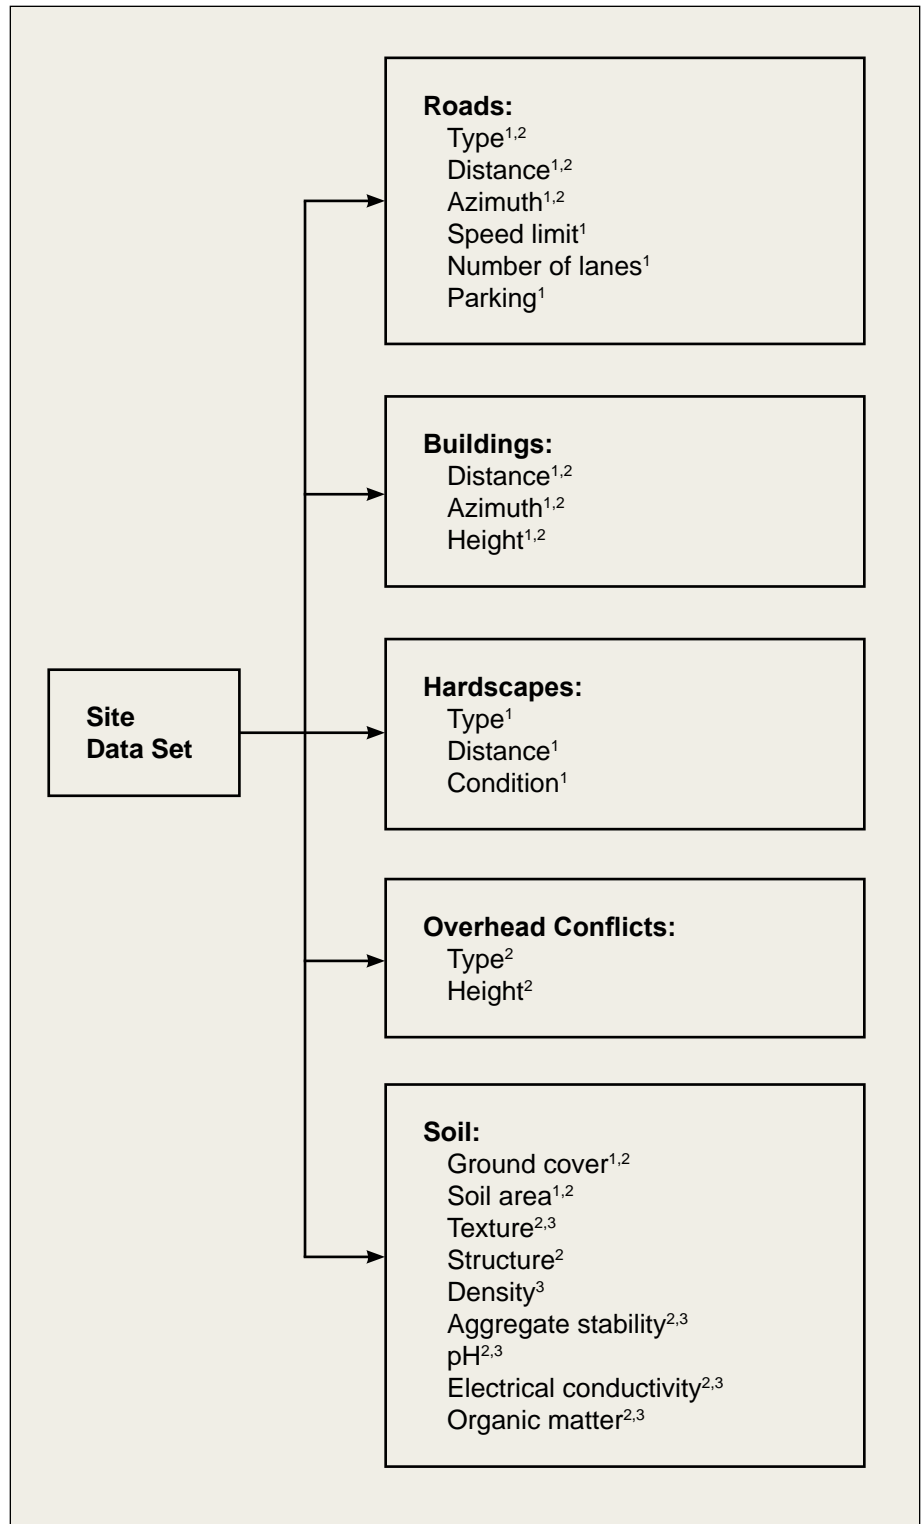 Roads:
Type1,2
Distance1,2
Azimuth1,2
Speed limit1
Number of lanes1
Parking1
Buildings:
Distance1,2
Azimuth1,2
Height1,2
Site
Data Set
Hardscapes:
Type1
Distance1
Condition1
Overhead Conflicts:
Type2
Height2
Soil:
Ground cover1,2
Soil area1,2
Texture2,3
Structure2
Density3
Aggregate stability2,3
pH2,3
Electrical conductivity2,3
Organic matter2,3